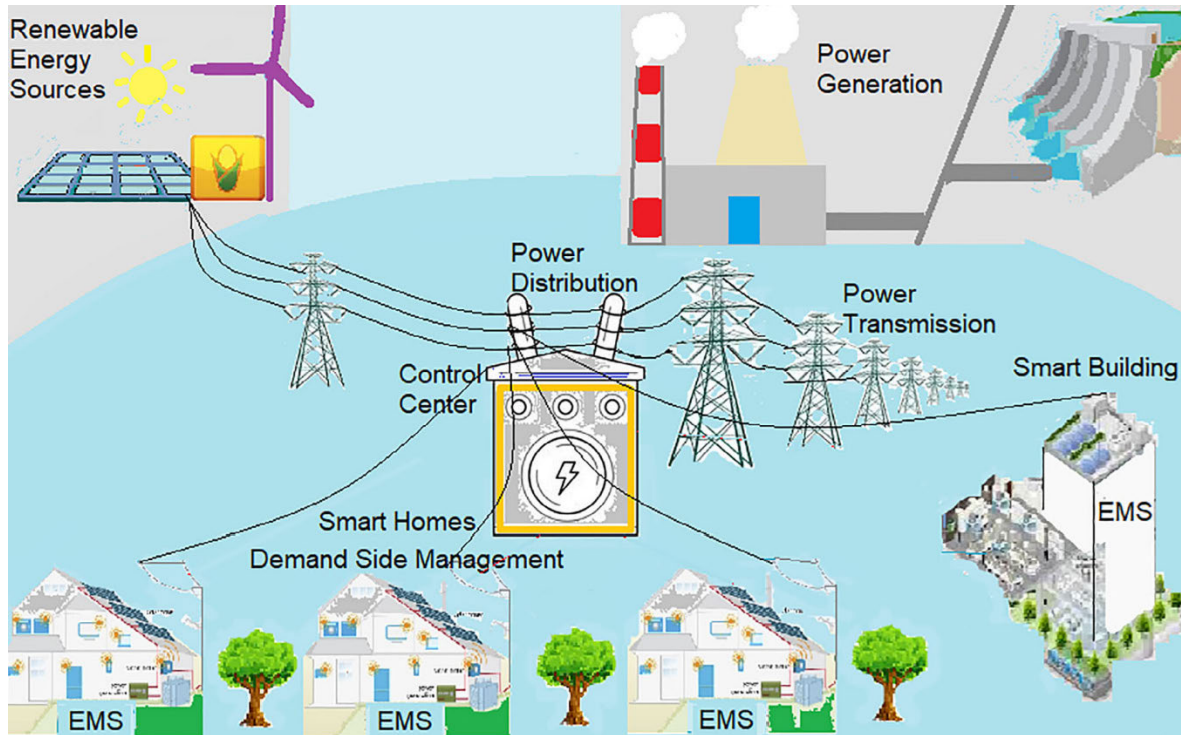 Renewable
Energy
Sources
Power
Generation
Power
Distribution
Power
Transmission
Control
Center
Smart Building
EMS
Smart Homes
Demand Side Management
EMS
EMS
EMS